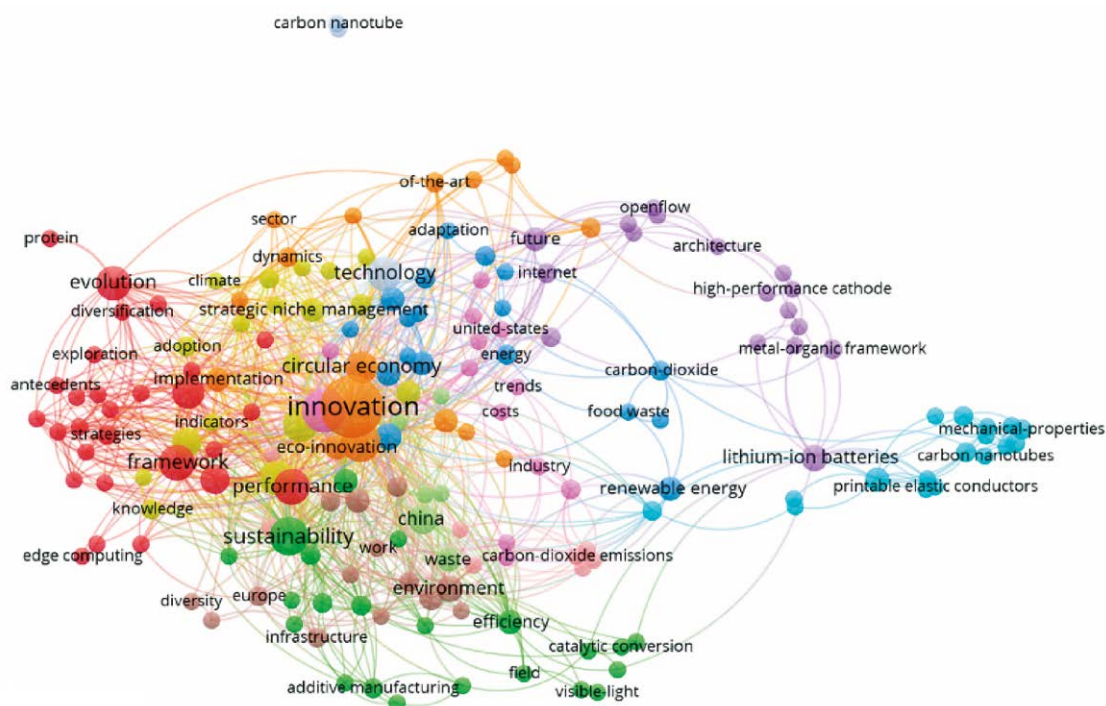 carbon nanotube
of-the-art
openflow
sector
adaptation
protein
future
architecture
dynamics
technology
internet
evolution
climate
high-performance cathode
diversification
strategic niche management
united-states
adoption
metal-organic framework
exploration
energy
circular economy
carbon-dioxide
implementation
antecedents
trends
innovation
costs
food waste
indicators
mechanical-properties
strategies
eco-innovation
carbon nanotubes
lithium-ion batteries
framework
industry
performance
renewable energy
printable elastic conductors
knowledge
china
sustainability
work
edge computing
waste
carbon-dioxide emissions
environment
diversity
europe
efficiency
infrastructure
catalytic conversion
field
additive manufacturing
visible-light